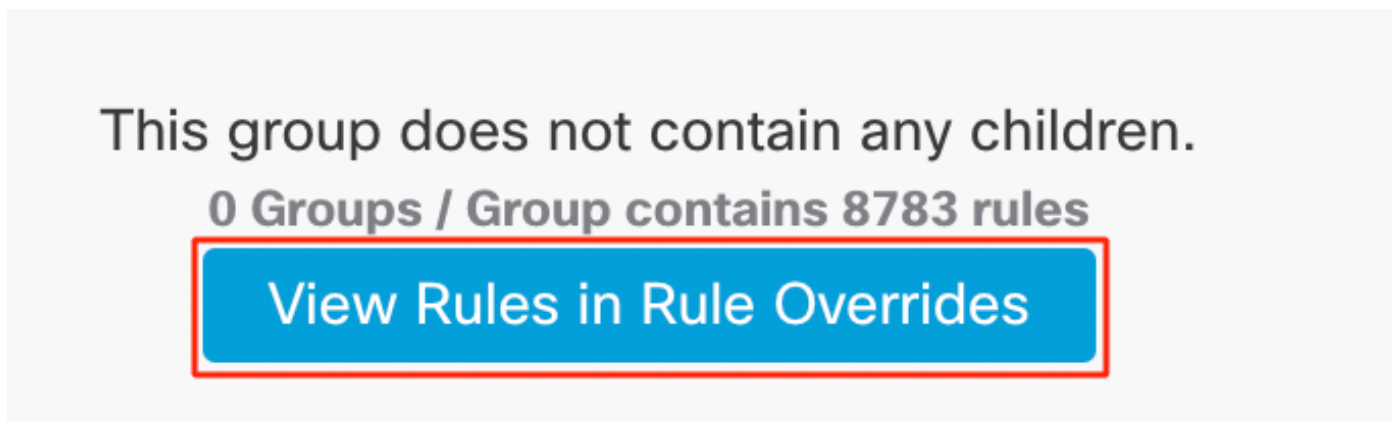 This group does not contain any children.
0 Groups / Group contains 8783 rules
View Rules in Rule Overrides